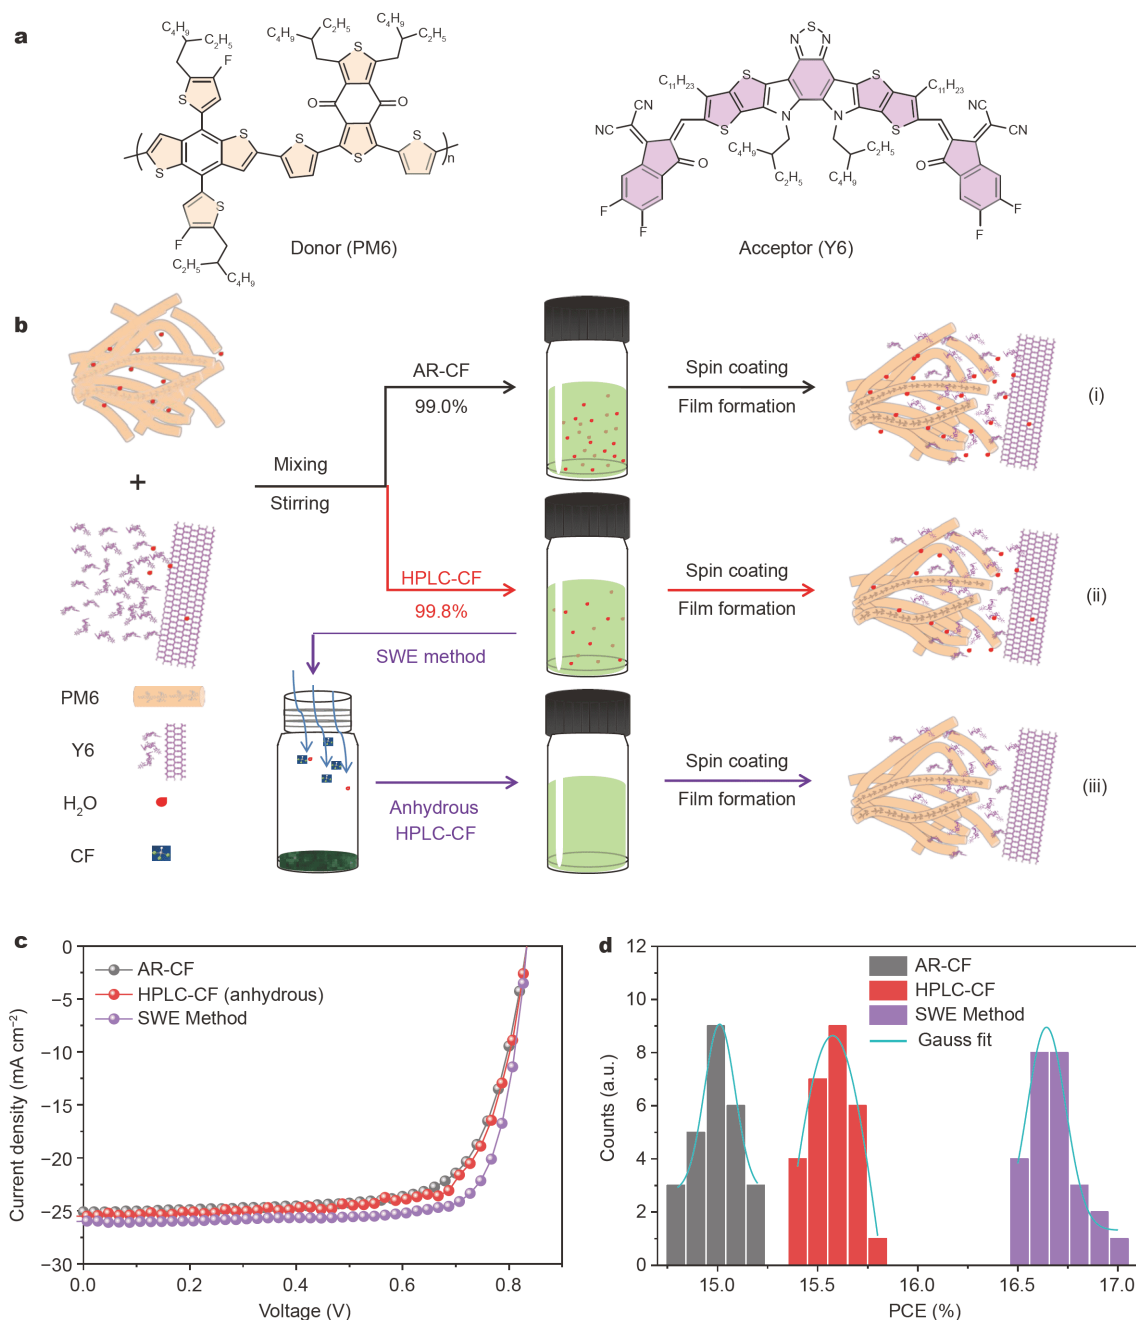 a
C₄H₉
C₂H₅
F
S
S
S
S
F
C₂H₅
C₄H₉
C₄H₉
C₂H₅
S
C₄H₉
C₂H₅
O
O
S
S
S
n
Donor (PM6)
S
N
N
S
S
C₁₁H₂₃
C₁₁H₂₃
CN
NC
S
N
N
S
CN
NC
O
O
C₄H₉
C₂H₅
C₂H₅
C₄H₉
F
F
F
F
Acceptor (Y6)
b
+
Mixing
Stirring
AR-CF
99.0%
Spin coating
Film formation
(i)
HPLC-CF
99.8%
Spin coating
Film formation
(ii)
SWE method
Anhydrous
HPLC-CF
Spin coating
Film formation
(iii)
PM6
Y6
H₂O
CF
c
AR-CF
HPLC-CF (anhydrous)
SWE Method
Current density (mA cm⁻²)
0
−5
−10
−15
−20
−25
−30
0.0
0.2
0.4
0.6
0.8
Voltage (V)
d
AR-CF
HPLC-CF
SWE Method
Gauss fit
Counts (a.u.)
12
10
8
6
4
2
0
15.0
15.5
16.0
16.5
17.0
PCE (%)